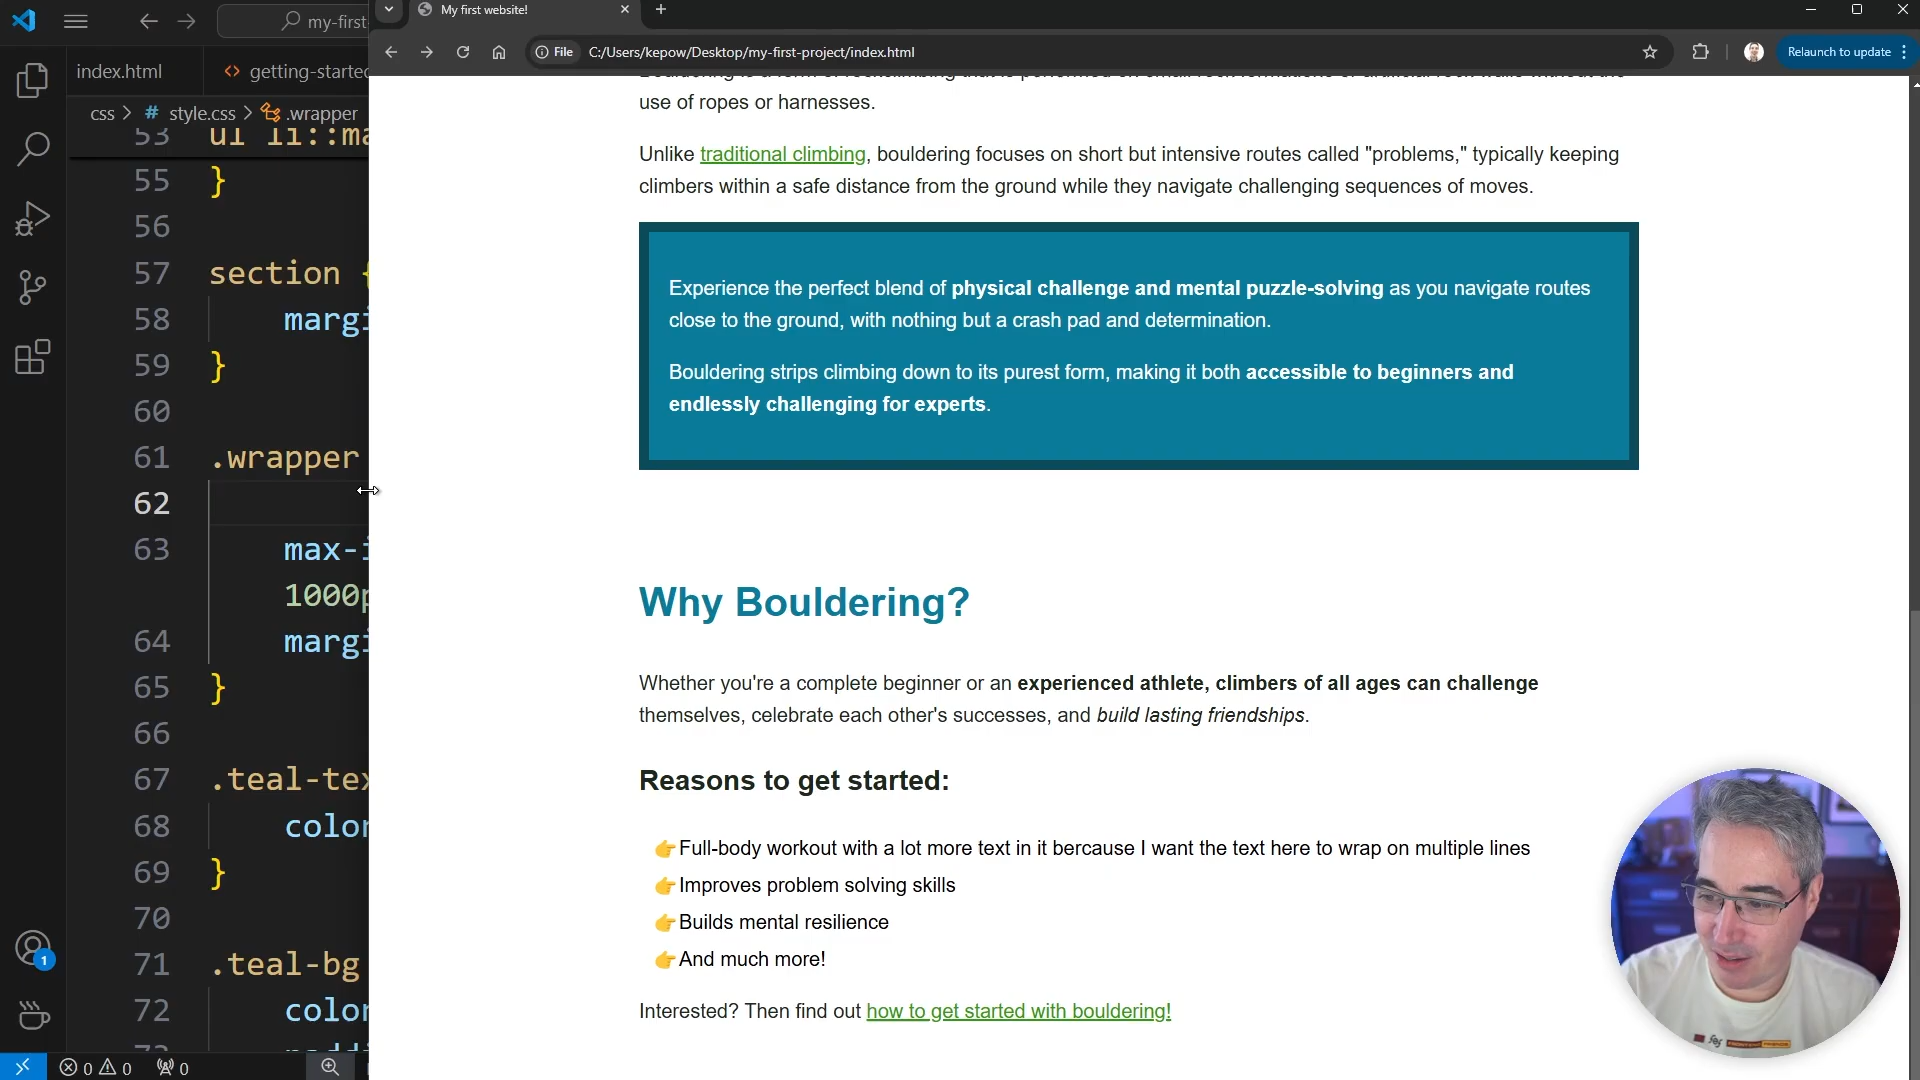 my-first-
My first website!
File C:/Users/kepow/Desktop/my-first-project/index.html
Relaunch to update
index.html
getting-started
css > # style.css > .wrapper
use of ropes or harnesses.
Unlike traditional climbing, bouldering focuses on short but intensive routes called "problems," typically keeping
climbers within a safe distance from the ground while they navigate challenging sequences of moves.
Experience the perfect blend of physical challenge and mental puzzle-solving as you navigate routes
close to the ground, with nothing but a crash pad and determination.
Bouldering strips climbing down to its purest form, making it both accessible to beginners and
endlessly challenging for experts.
Why Bouldering?
Whether you're a complete beginner or an experienced athlete, climbers of all ages can challenge
themselves, celebrate each other's successes, and build lasting friendships.
Reasons to get started:
👉Full-body workout with a lot more text in it bercause I want the text here to wrap on multiple lines
👉Improves problem solving skills
👉Builds mental resilience
👉And much more!
Interested? Then find out how to get started with bouldering!
53 ul li::ma
55 }
56
57 section {
58 margi
59 }
60
61 .wrapper
62
63 max-i
1000p
64 margi
65 }
66
67 .teal-tex
68 color
69 }
70
71 .teal-bg
72 color
1
0 0 0